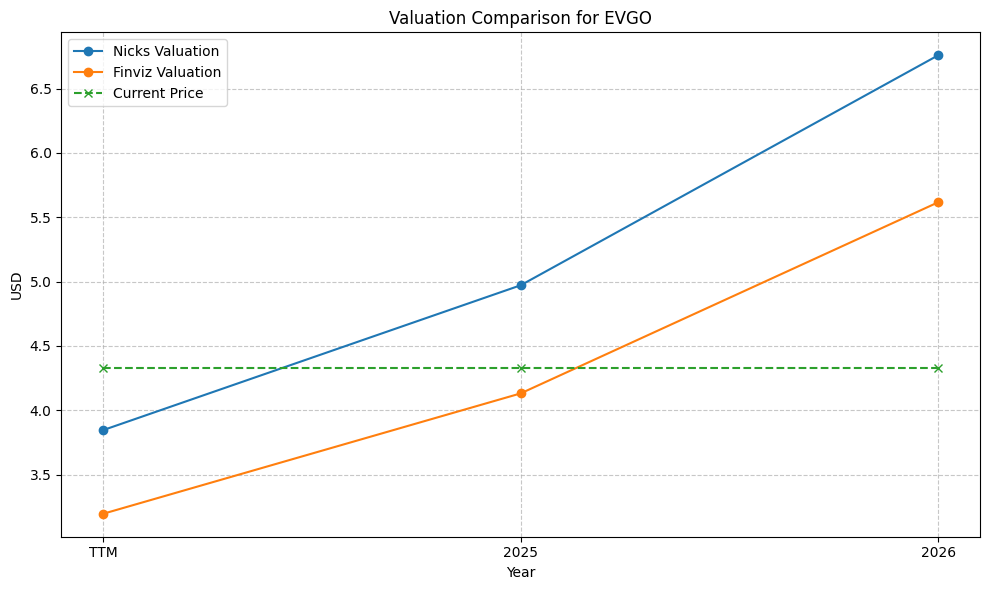 Valuation Comparison for EVGO
Nicks Valuation
Finviz Valuation
Current Price
6.5
6.0
5.5
5.0
4.5
4.0
3.5
USD
TTM
2025
2026
Year